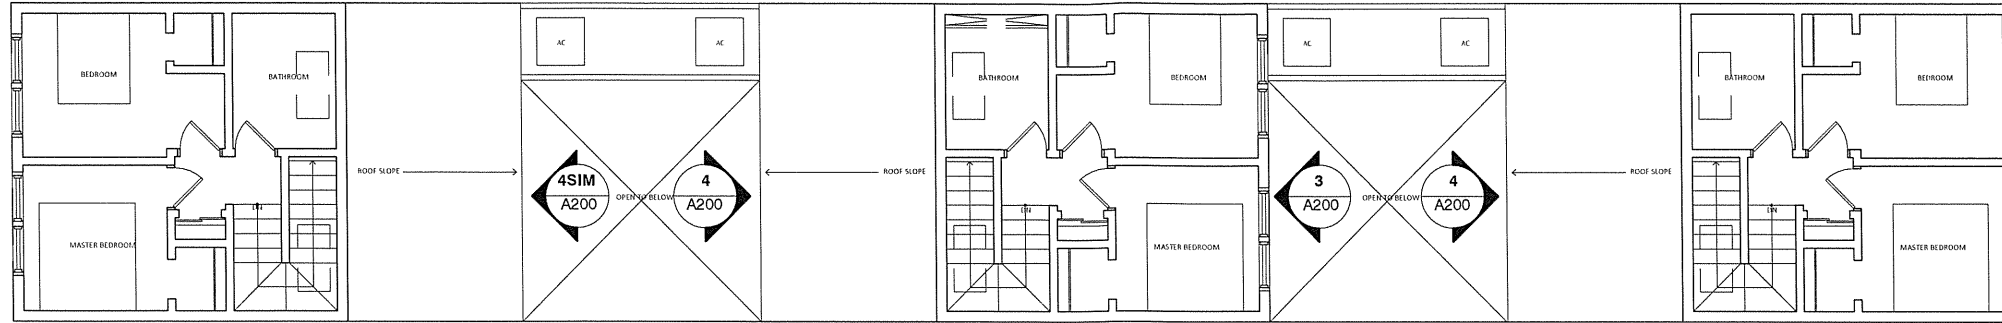 AC
AC
AC
AC
BEDROOM
BATHROOM
BATHROOM
BEDROOM
BATHROOM
BEDROOM
ROOF SLOPE
ROOF SLOPE
ROOF SLOPE
4SIM
A200
OPEN TO BELOW
4
A200
3
A200
OPEN TO BELOW
4
A200
DN
DN
DN
MASTER BEDROOM
MASTER BEDROOM
MASTER BEDROOM